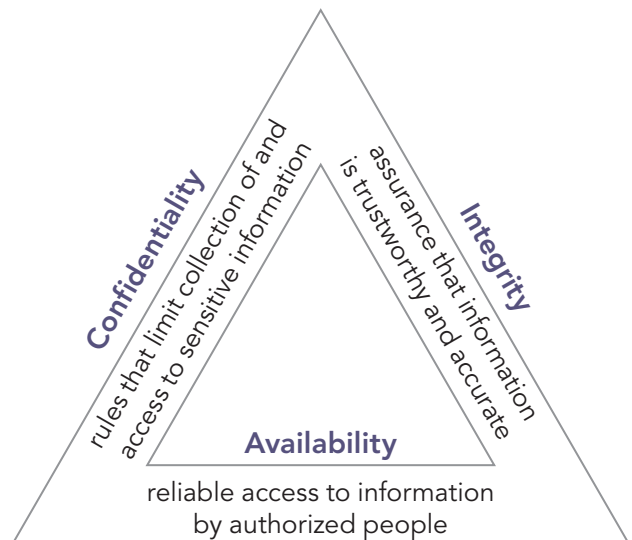 Confidentiality
rules that limit collection of and
access to sensitive information
Integrity
assurance that information
is trustworthy and accurate
Availability
reliable access to information
by authorized people